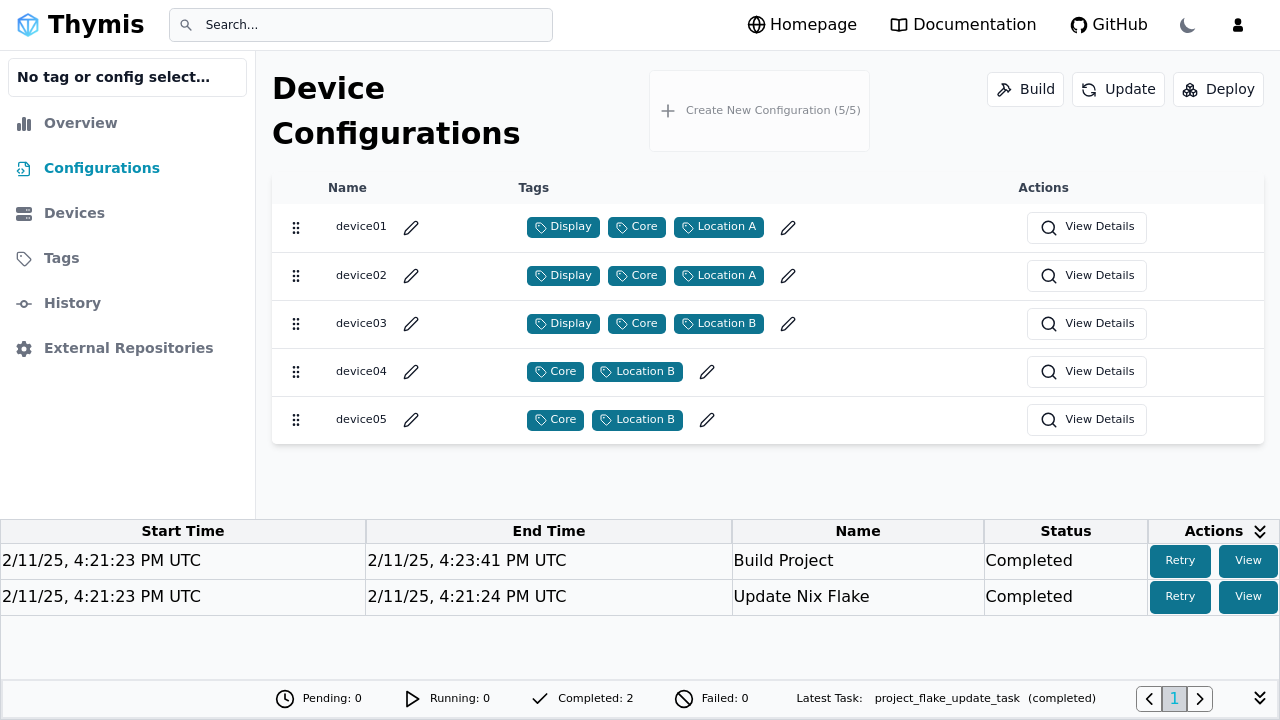 Thymis
Search...
Homepage
Documentation
GitHub
No tag or config select...
Overview
Configurations
Devices
Tags
History
External Repositories
Device
Configurations
Create New Configuration (5/5)
Build
Update
Deploy
Name Tags Actions
device01 Display Core Location A View Details
device02 Display Core Location A View Details
device03 Display Core Location B View Details
device04 Core Location B View Details
device05 Core Location B View Details
Start Time End Time Name Status Actions
2/11/25, 4:21:23 PM UTC 2/11/25, 4:23:41 PM UTC Build Project Completed Retry View
2/11/25, 4:21:23 PM UTC 2/11/25, 4:21:24 PM UTC Update Nix Flake Completed Retry View
Pending: 0 Running: 0 Completed: 2 Failed: 0 Latest Task: project_flake_update_task (completed) 1